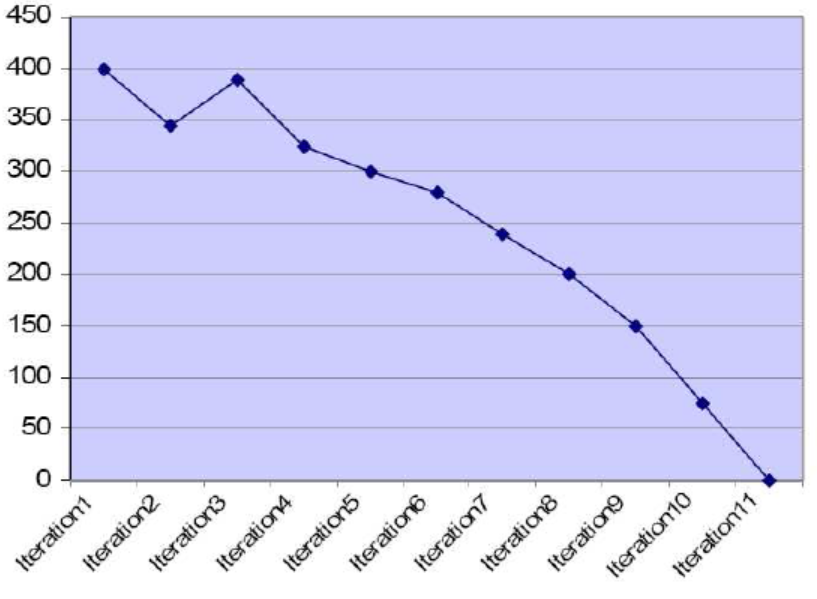 450
400
350
300
250
200
150
100
50
0
Iteration1
Iteration2
Iteration3
Iteration4
Iteration5
Iteration6
Iteration7
Iteration8
Iteration9
Iteration10
Iteration11